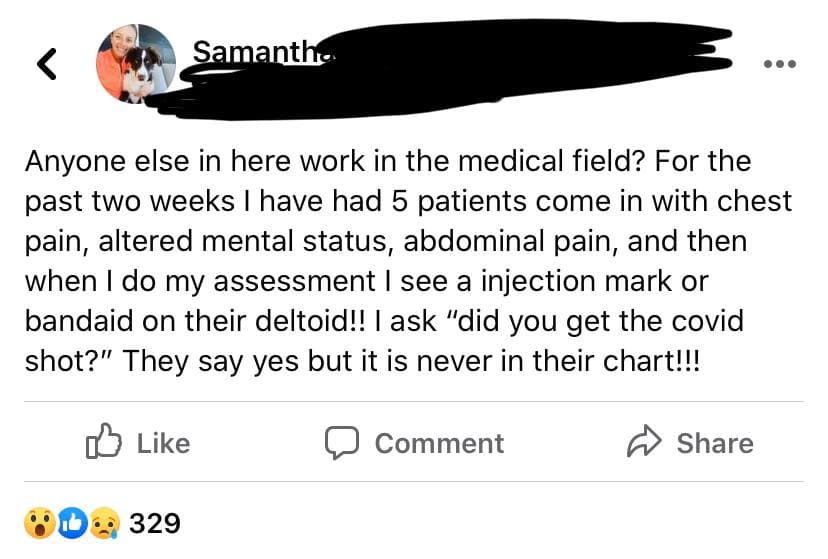 Samantha
Anyone else in here work in the medical field? For the
past two weeks I have had 5 patients come in with chest
pain, altered mental status, abdominal pain, and then
when I do my assessment I see a injection mark or
bandaid on their deltoid!! I ask “did you get the covid
shot?” They say yes but it is never in their chart!!!
Like
Comment
Share
329